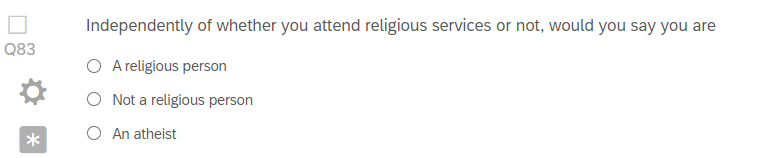 Independently of whether you attend religious services or not, would you say you are
Q83
A religious person
Not a religious person
An atheist